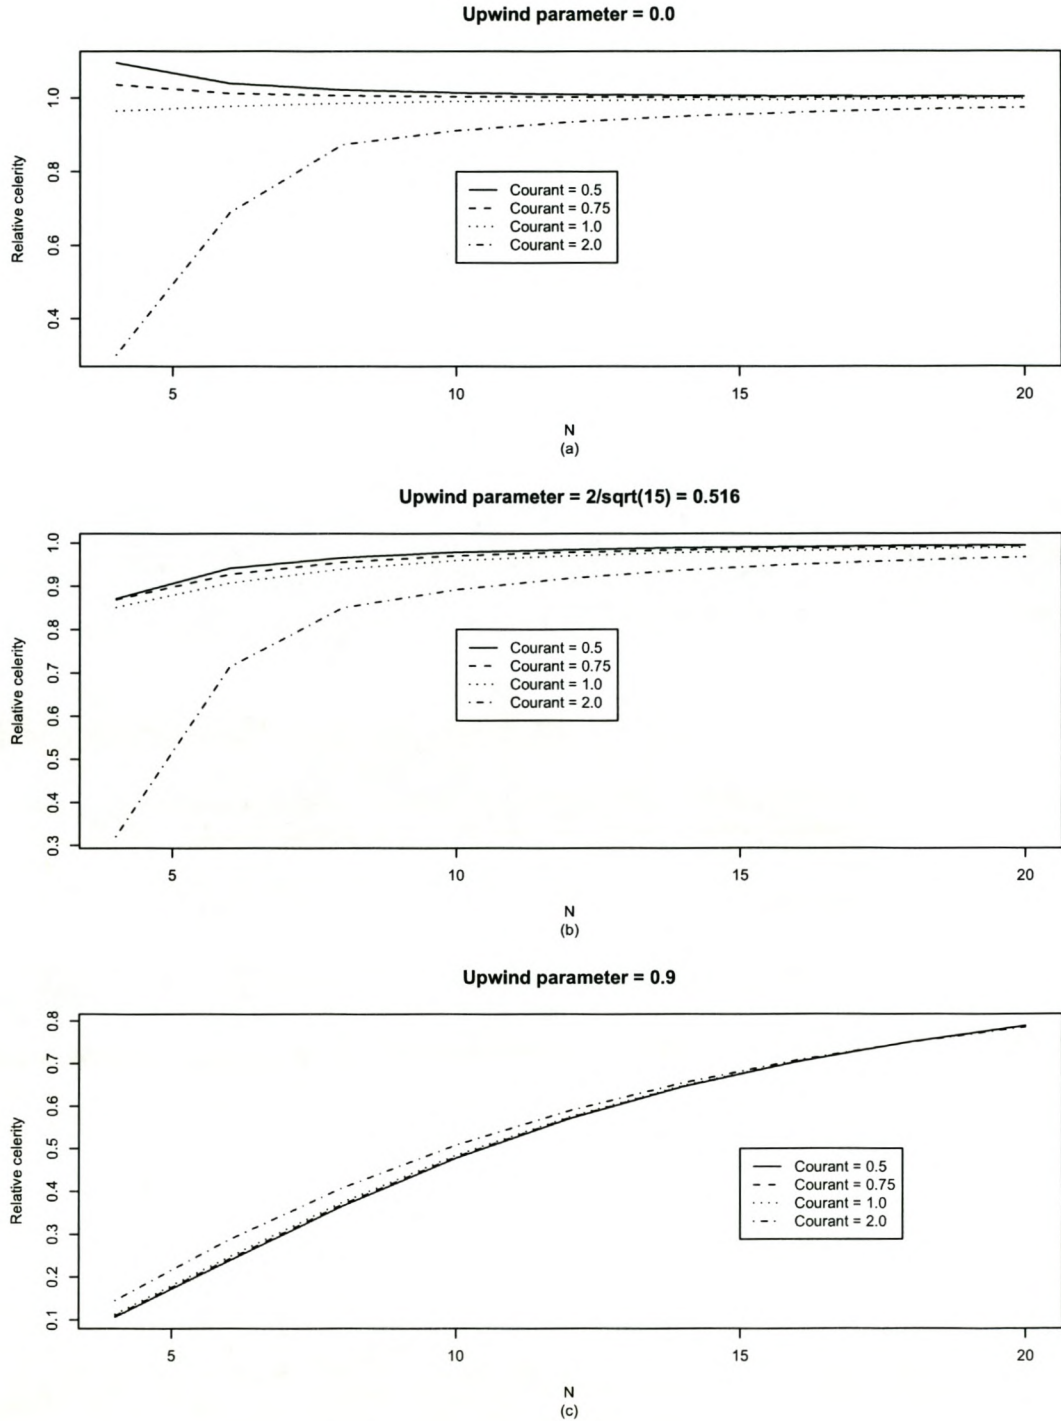 Upwind parameter = 0.0
Relative celerity
1.0
0.8
0.6
0.4
Courant = 0.5
Courant = 0.75
Courant = 1.0
Courant = 2.0
5 10 15 20
N
(a)
Upwind parameter = 2/sqrt(15) = 0.516
Relative celerity
1.0
0.9
0.8
0.7
0.6
0.5
0.4
0.3
Courant = 0.5
Courant = 0.75
Courant = 1.0
Courant = 2.0
5 10 15 20
N
(b)
Upwind parameter = 0.9
Relative celerity
0.8
0.7
0.6
0.5
0.4
0.3
0.2
0.1
Courant = 0.5
Courant = 0.75
Courant = 1.0
Courant = 2.0
5 10 15 20
N
(c)